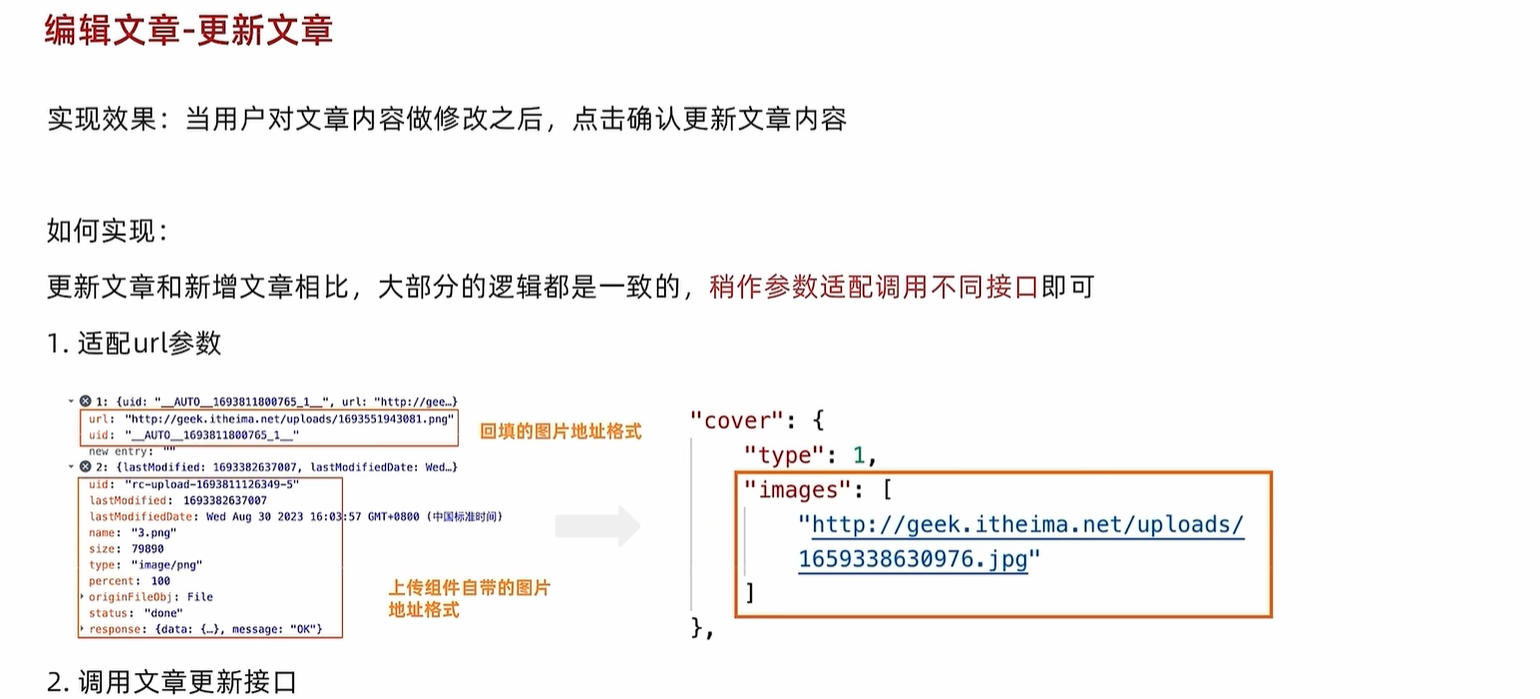 编辑文章-更新文章
实现效果：当用户对文章内容做修改之后，点击确认更新文章内容
如何实现：
更新文章和新增文章相比，大部分的逻辑都是一致的，稍作参数适配调用不同接口即可
1. 适配url参数
1: {uid: "__AUTO__1693811800765_1__", url: "http://gee…}
url: "http://geek.itheima.net/uploads/1693551943081.png"
uid: "__AUTO__1693811800765_1__"
new entry: ""
2: {lastModified: 1693382637007, lastModifiedDate: Wed…}
uid: "rc-upload-1693811126349-5"
lastModified: 1693382637007
lastModifiedDate: Wed Aug 30 2023 16:03:57 GMT+0800 (中国标准时间)
name: "3.png"
size: 79890
type: "image/png"
percent: 100
originFileObj: File
status: "done"
response: {data: {…}, message: "OK"}
回填的图片地址格式
上传组件自带的图片
地址格式
"cover": {
"type": 1,
"images": [
"http://geek.itheima.net/uploads/
1659338630976.jpg"
]
},
2. 调用文章更新接口